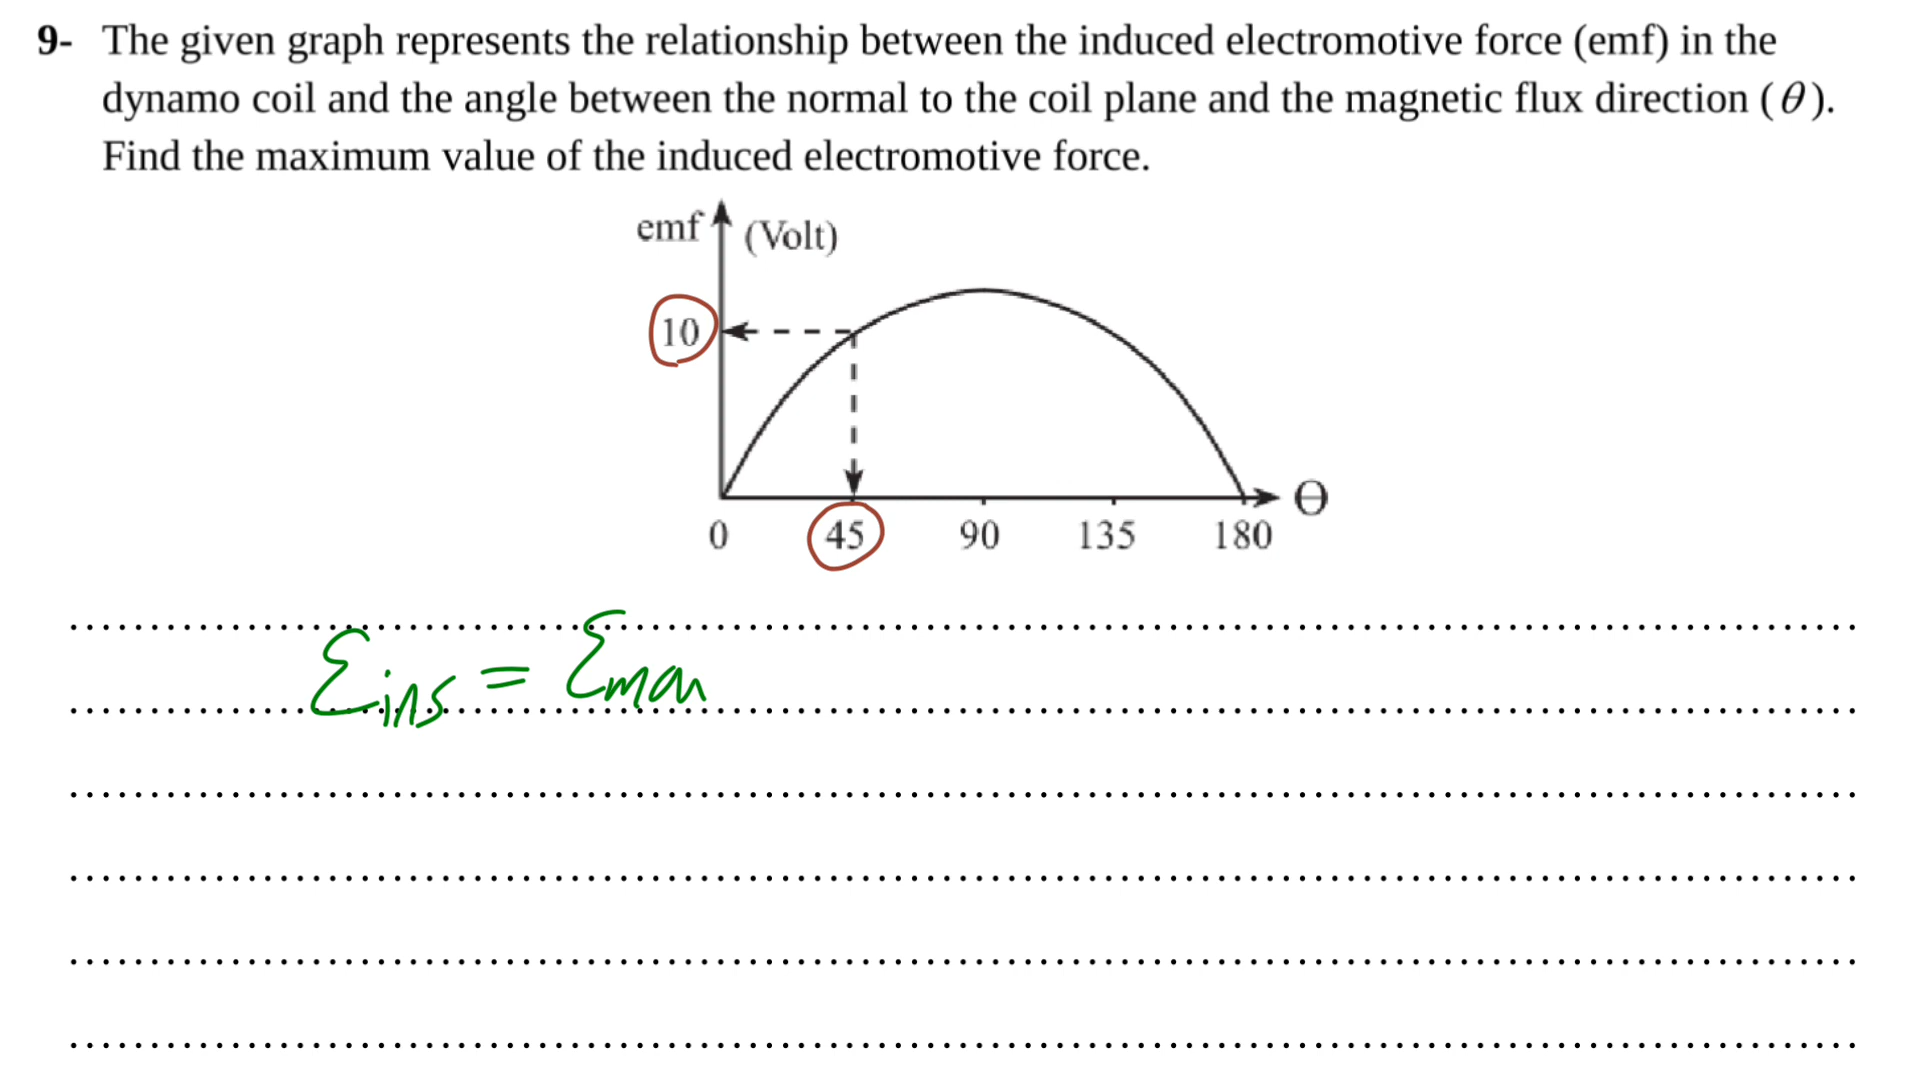 9- The given graph represents the relationship between the induced electromotive force (emf) in the
dynamo coil and the angle between the normal to the coil plane and the magnetic flux direction (θ).
Find the maximum value of the induced electromotive force.
emf (Volt)
10
Θ
0 45 90 135 180
Ɛins = Ɛmax